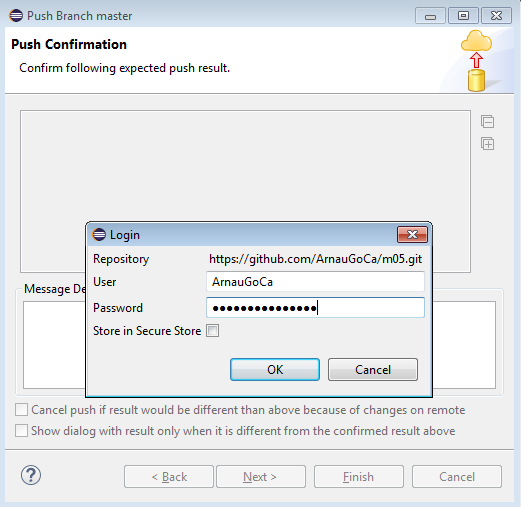 Push Branch master
Push Confirmation
Confirm following expected push result.
Login
Repository https://github.com/ArnauGoCa/m05.git
User ArnauGoCa
Password ●●●●●●●●●●●●●●●
Store in Secure Store
OK Cancel
Message De
Cancel push if result would be different than above because of changes on remote
Show dialog with result only when it is different from the confirmed result above
? < Back Next > Finish Cancel